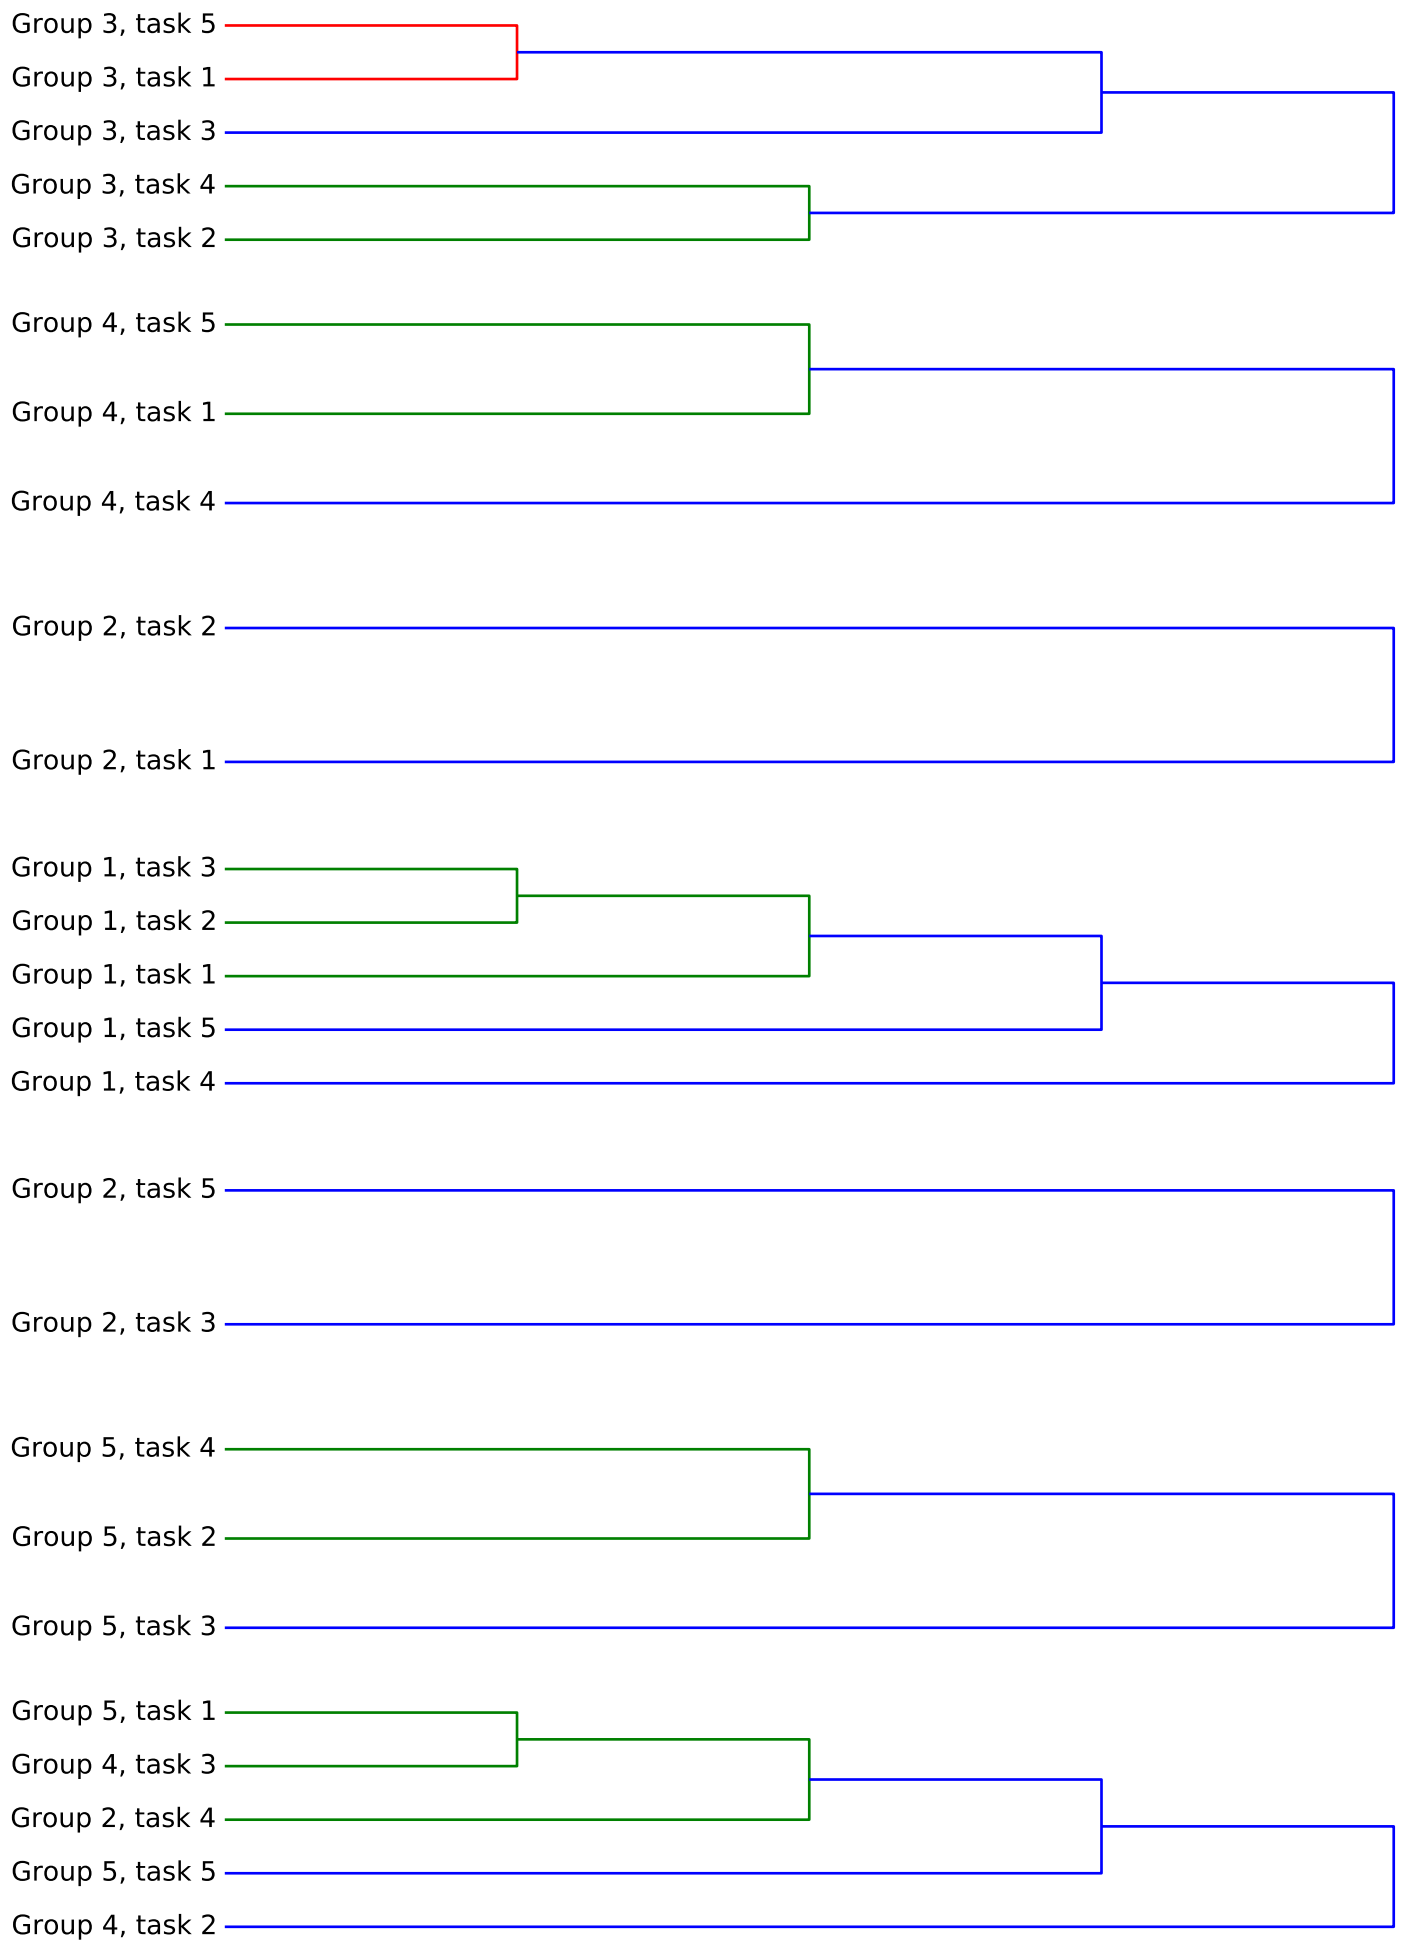 Group 3, task 5
Group 3, task 1
Group 3, task 3
Group 3, task 4
Group 3, task 2
Group 4, task 5
Group 4, task 1
Group 4, task 4
Group 2, task 2
Group 2, task 1
Group 1, task 3
Group 1, task 2
Group 1, task 1
Group 1, task 5
Group 1, task 4
Group 2, task 5
Group 2, task 3
Group 5, task 4
Group 5, task 2
Group 5, task 3
Group 5, task 1
Group 4, task 3
Group 2, task 4
Group 5, task 5
Group 4, task 2